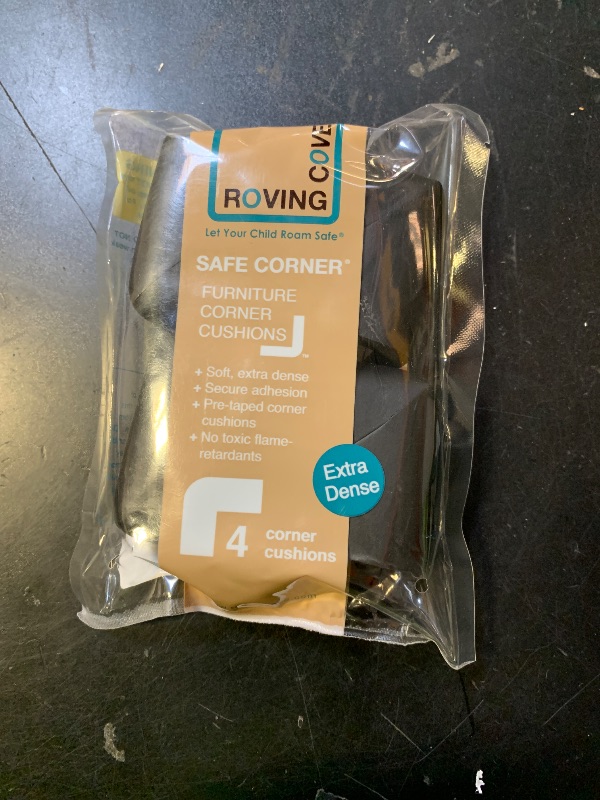 ROVING
COVE
Let Your Child Roam Safe®
SAFE CORNER®
FURNITURE
CORNER
CUSHIONS
™
+ Soft, extra dense
+ Secure adhesion
+ Pre-taped corner
cushions
+ No toxic flame-
retardants
Extra
Dense
4 corner
cushions